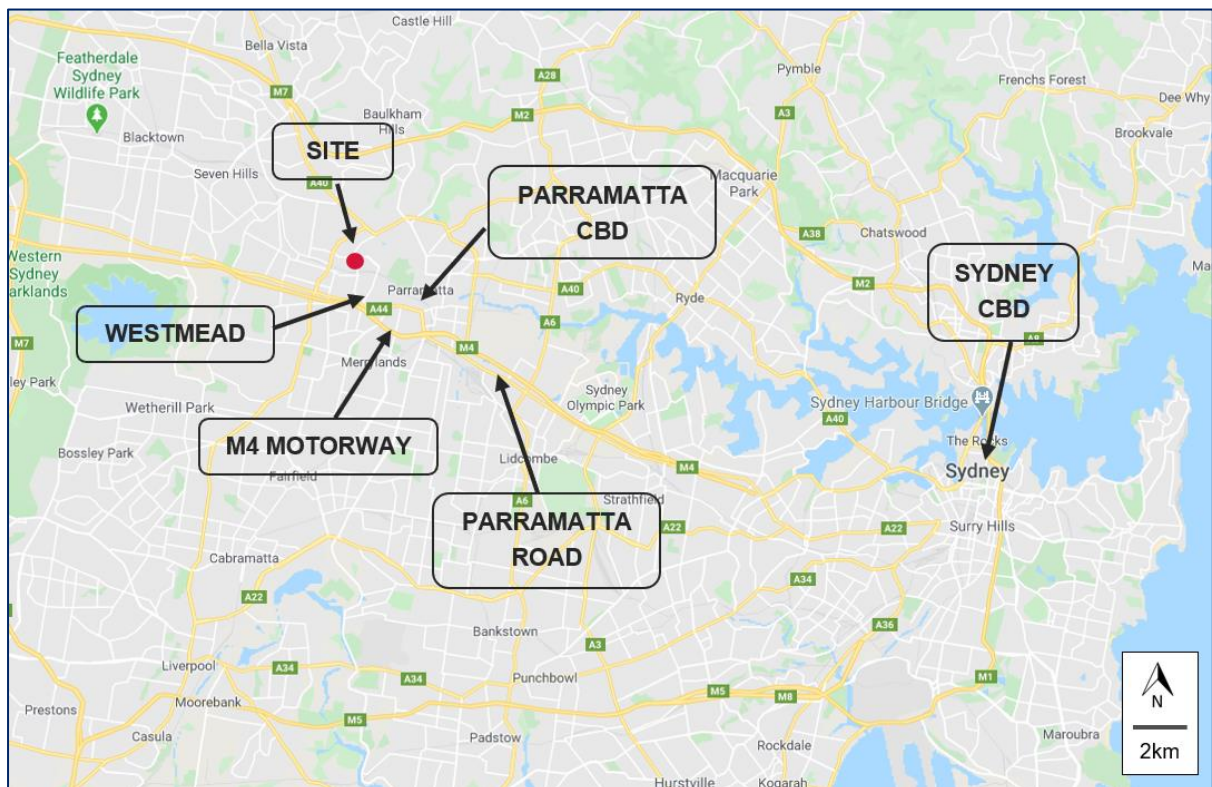 Castle Hill
Bella Vista
Featherdale
Sydney
Wildlife Park
A28
Pymble
Frenchs Forest
M7
Dee Why
Baulkham
Hills
M2
A3
Blacktown
Brookvale
SITE
Seven Hills
Macquarie
Park
A40
PARRAMATTA
CBD
A38
Chatswood
Western
Sydney
arklands
SYDNEY
CBD
Parramatta
A40
M2
Ryde
A44
A6
WESTMEAD
A8
M7
M4
Merrylands
ley Park
Sydney
Olympic Park
Sydney Harbour Bridge
Wetherill Park
A40
M4 MOTORWAY
The Rocks
Bossley Park
Lidcombe
M4
Sydney
Fairfield
A6
Strathfield
PARRAMATTA
ROAD
A22
A22
Surry Hills
Cabramatta
A34
A22
A36
Bankstown
A3
Liverpool
A34
A34
Punchbowl
M1
M5
M8
Moorebank
Prestons
M5
N
Casula
Padstow
Rockdale
Maroubra
2km
Hurstville
Kogarah